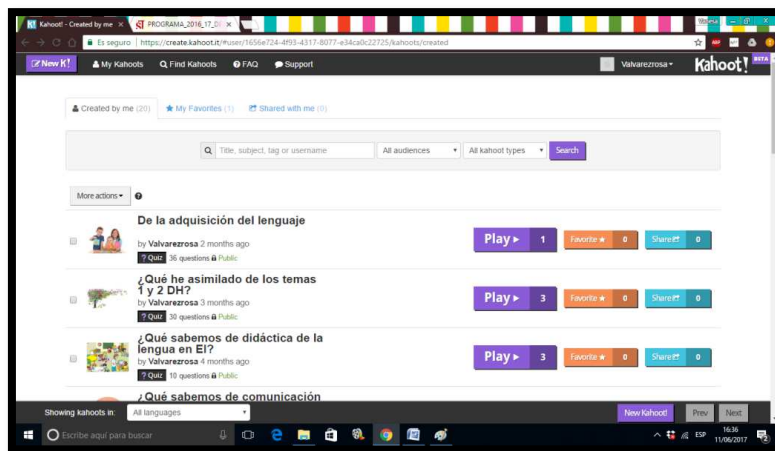 Kahoot! - Created by me
PROGRAMA_2016_17_D
Es seguro
https://create.kahoot.it/#user/1656e724-4f93-4317-8077-e34ca0c22725/kahoots/created
New K!
My Kahoots
Find Kahoots
FAQ
Support
Valvarezrosa
Kahoot!
BETA
Created by me (20)
My Favorites (1)
Shared with me (0)
Title, subject, tag or username
All audiences
All kahoot types
Search
More actions
De la adquisición del lenguaje
by Valvarezrosa 2 months ago
? Quiz 36 questions Public
Play 1
Favorite 0
Share 0
¿Qué he asimilado de los temas
1 y 2 DH?
by Valvarezrosa 3 months ago
? Quiz 30 questions Public
Play 3
Favorite 0
Share 0
¿Qué sabemos de didáctica de la
lengua en EI?
by Valvarezrosa 4 months ago
? Quiz 10 questions Public
Play 3
Favorite 0
Share 0
¿Qué sabemos de comunicación
Showing kahoots in:
All languages
New Kahoot!
Prev
Next
Escribe aquí para buscar
ESP
16:36
11/06/2017